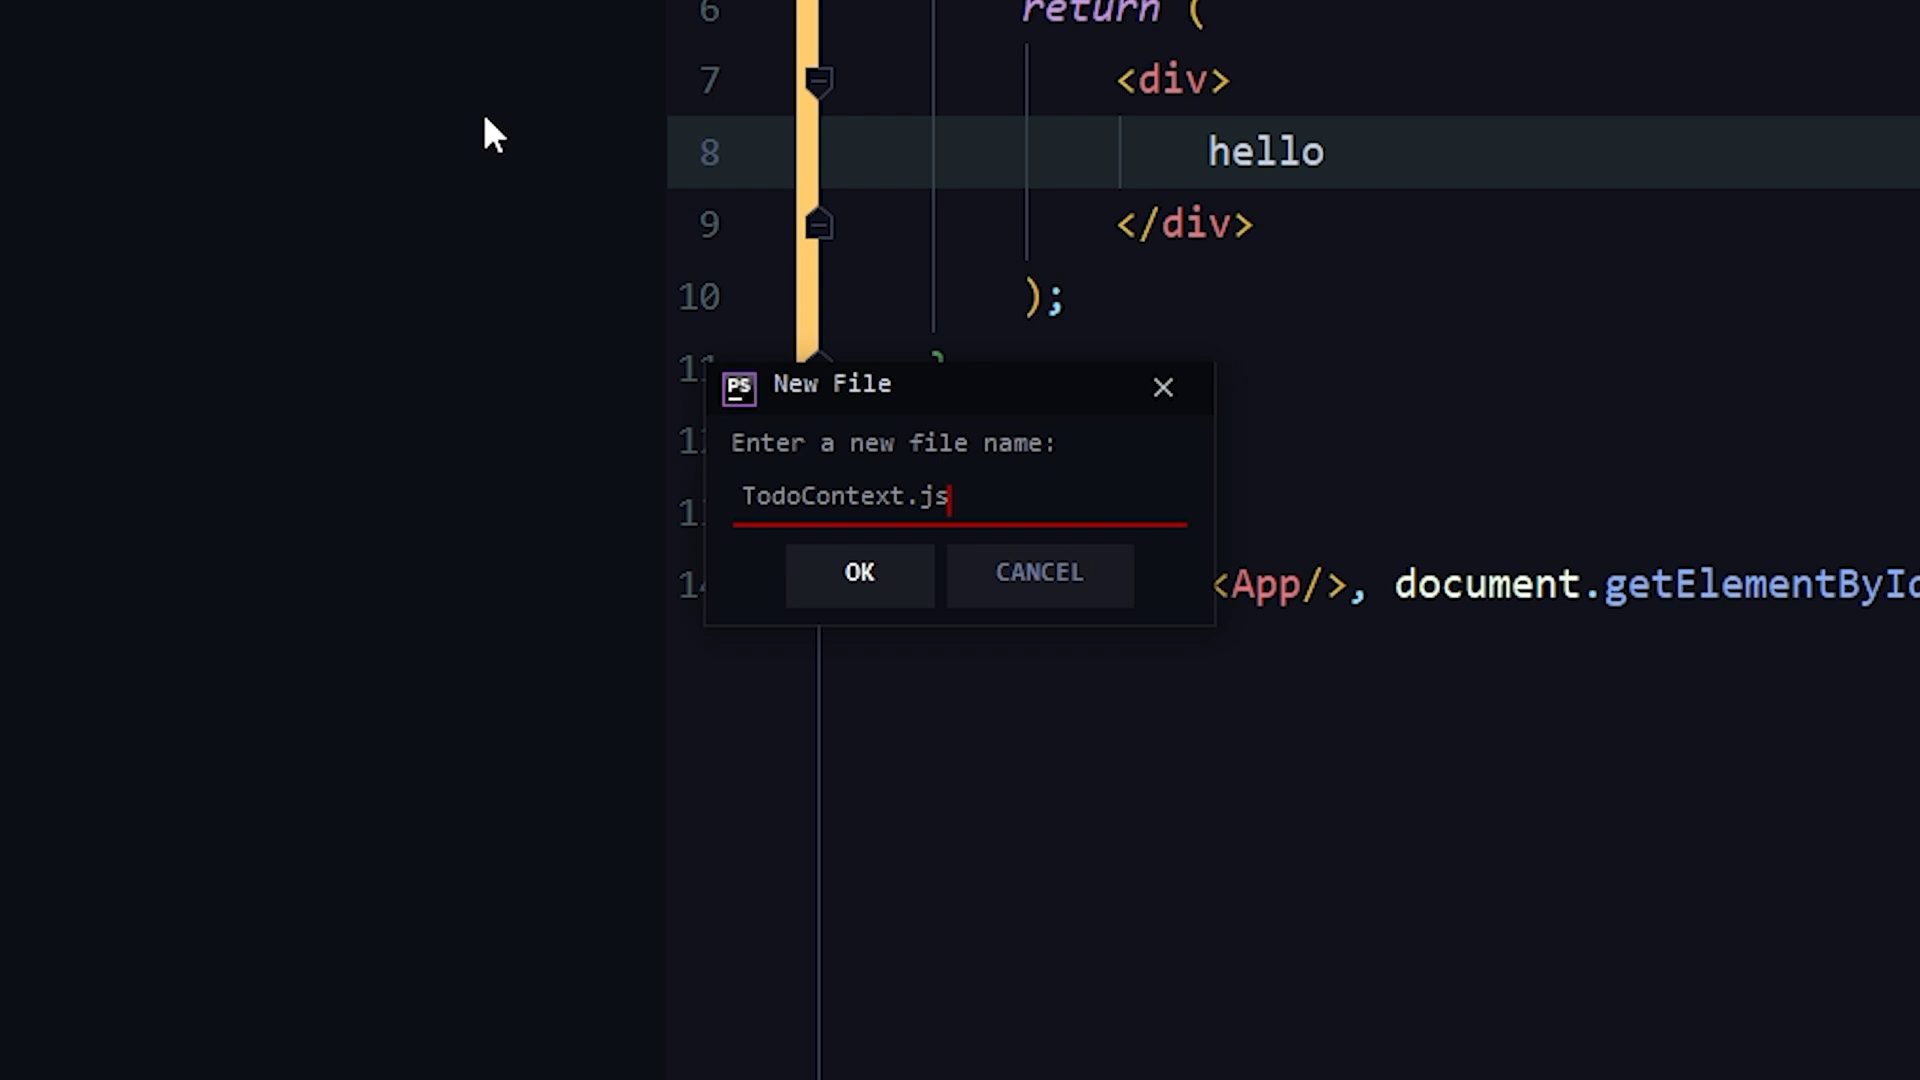 6 return (
7 <div>
8 hello
9 </div>
10 );
11 }
PS New File
Enter a new file name:
TodoContext.js
OK CANCEL
<App/>, document.getElementById